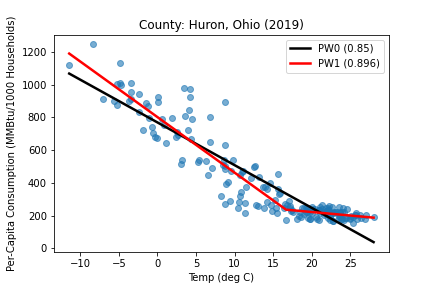 County: Huron, Ohio (2019)
Per-Capita Consumption (MMBtu/1000 Households)
1200
1000
800
600
400
200
0
PW0 (0.85)
PW1 (0.896)
−10 −5 0 5 10 15 20 25
Temp (deg C)